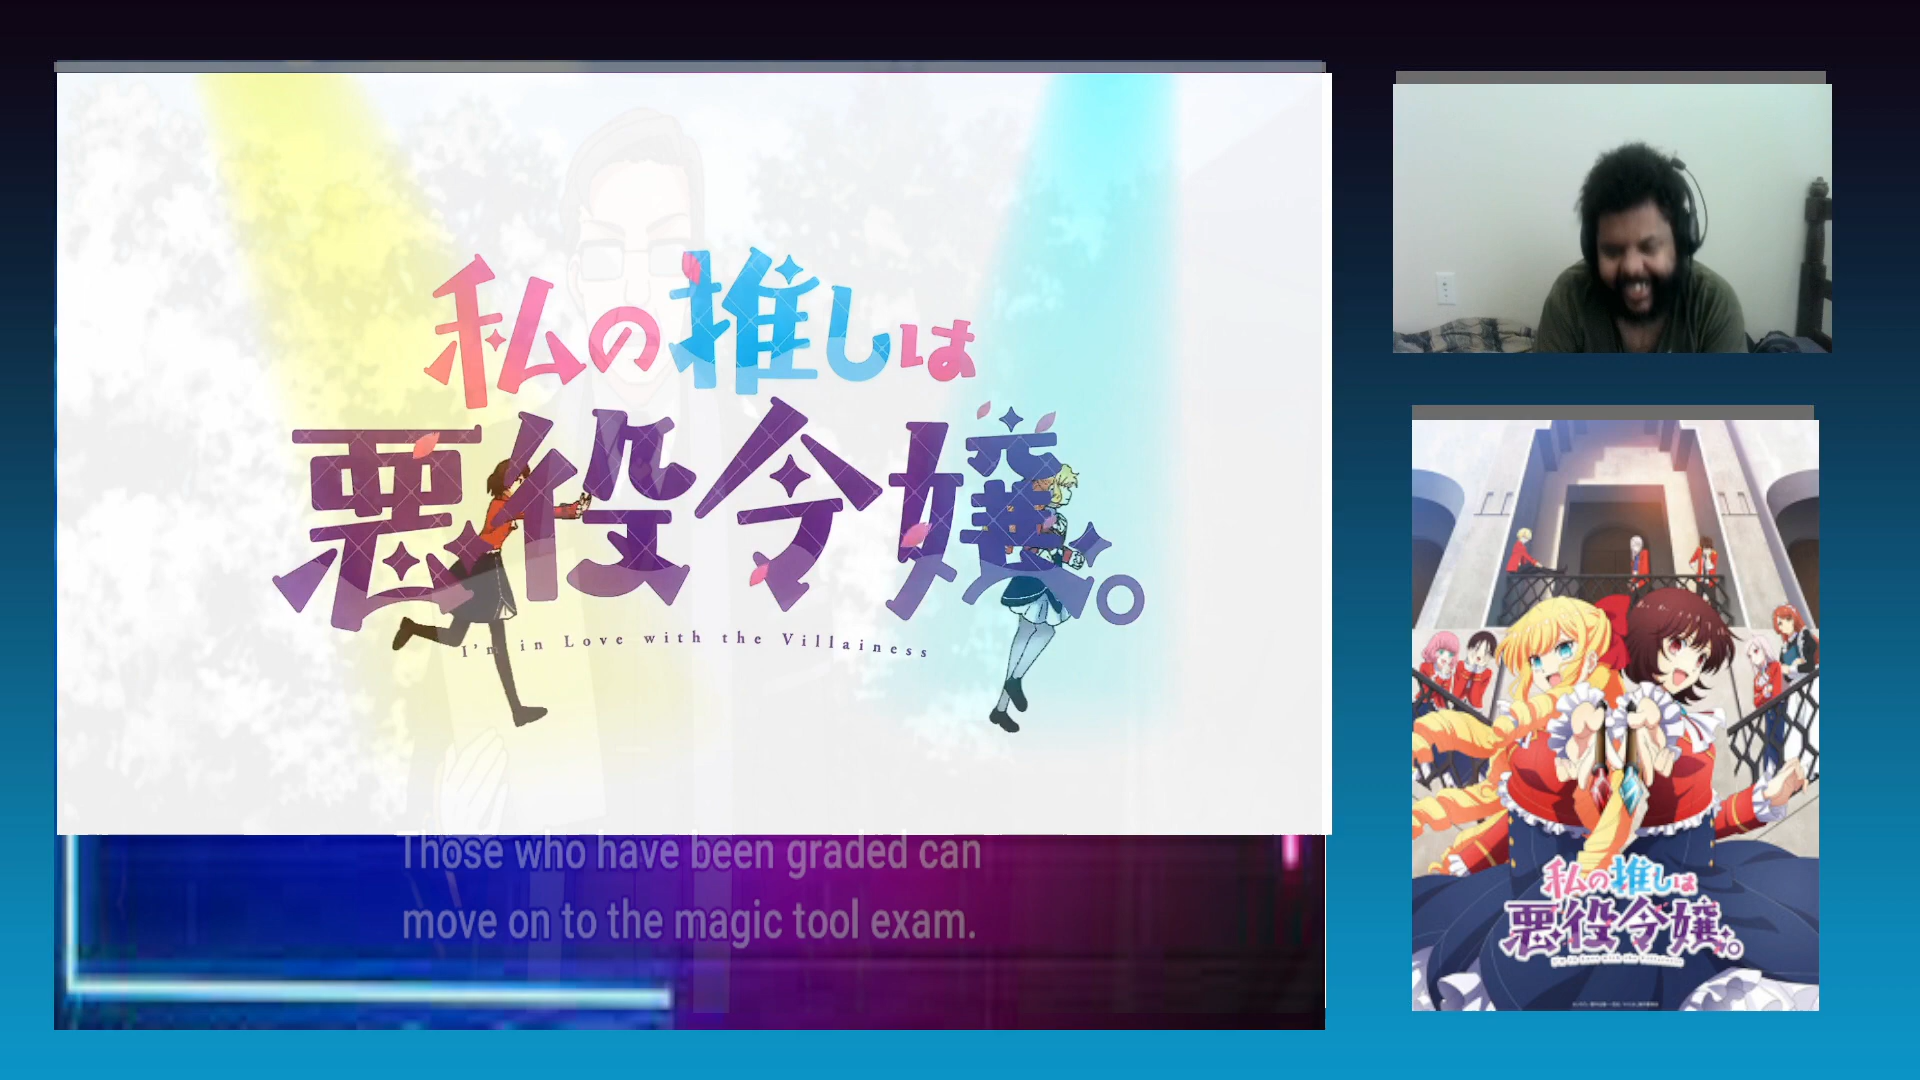 私の推しは
悪役令嬢。
I'm in Love with the Villainess
Those who have been graded can
move on to the magic tool exam.
私の推しは
悪役令嬢。